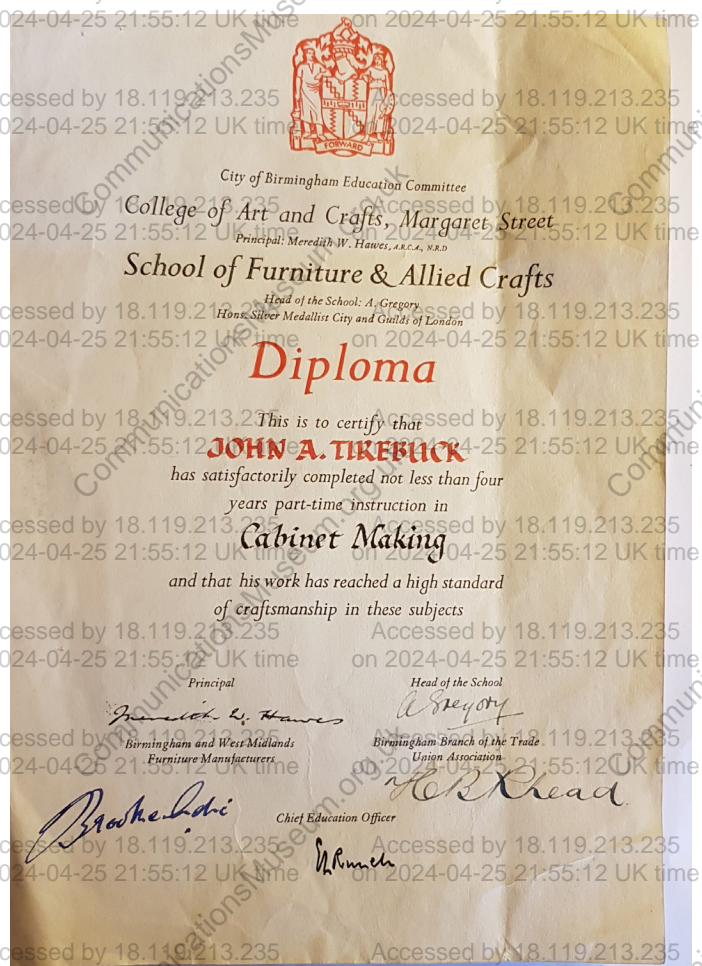 FORWARD
City of Birmingham Education Committee
College of Art and Crafts, Margaret Street
Principal: Meredith W. Hawes, A.R.C.A., N.R.D
School of Furniture & Allied Crafts
Head of the School: A. Gregory
Hons. Silver Medallist City and Guilds of London
Diploma
This is to certify that
JOHN A. TIREBUCK
has satisfactorily completed not less than four
years part-time instruction in
Cabinet Making
and that his work has reached a high standard
of craftsmanship in these subjects
Principal
Head of the School
Meredith W. Hawes
A Gregory
Birmingham and West Midlands
Furniture Manufacturers
Birmingham Branch of the Trade
Union Association
Chief Education Officer
Accessed by 18.119.213.235
on 2024-04-25 21:55:12 UK time
CommunicationsMuseum.org.uk